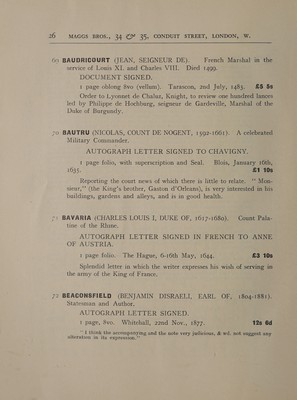 26 MAGGS BROS., 34 & 35, CONDUIT STREET, LONDON, W.
69 BAUDRICOURT (JEAN, SEIGNEUR DE). French Marshal in the
service of Louis XI. and Charles VIII. Died 1499.
DOCUMENT SIGNED.
1 page oblong 8vo (vellum). Tarascon, 2nd July, 1483. £5 5s
Order to Lyonnet de Chaluz, Knight, to review one hundred lances
led by Philippe de Hochburg, seigneur de Gardeville, Marshal of the
Duke of Burgundy.
70 BAUTRU (NICOLAS, COUNT DE NOGENT, 1592-1661). A celebrated
Military Commander.
AUTOGRAPH LETTER SIGNED TO CHAVIGNY.
1 page folio, with superscription and Seal. Blois, January 16th,
1635. £1 10s
Reporting the court news of which there is little to relate. " Mon-
sieur," (the King's brother, Gaston d'Orleans), is very interested in his
buildings, gardens and alleys, and is in good health.
71 BAVARIA (CHARLES LOUIS I, DUKE OF, 1617-1680). Count Pala-
tine of the Rhine.
AUTOGRAPH LETTER SIGNED IN FRENCH TO ANNE
OF AUSTRIA.
1 page folio. The Hague, 6-16th May, 1644. £3 10s
Splendid letter in which the writer expresses his wish of serving in
the army of the King of France.
72 BEACONSFIELD (BENJAMIN DISRAELI, EARL OF, 1804-1881).
Statesman and Author.
AUTOGRAPH LETTER SIGNED.
1 page, 8vo. Whitehall, 22nd Nov., 1877. 12s 6d
" I think the accompanying and the note very judicious, & wd. not suggest any
alteration in its expression."